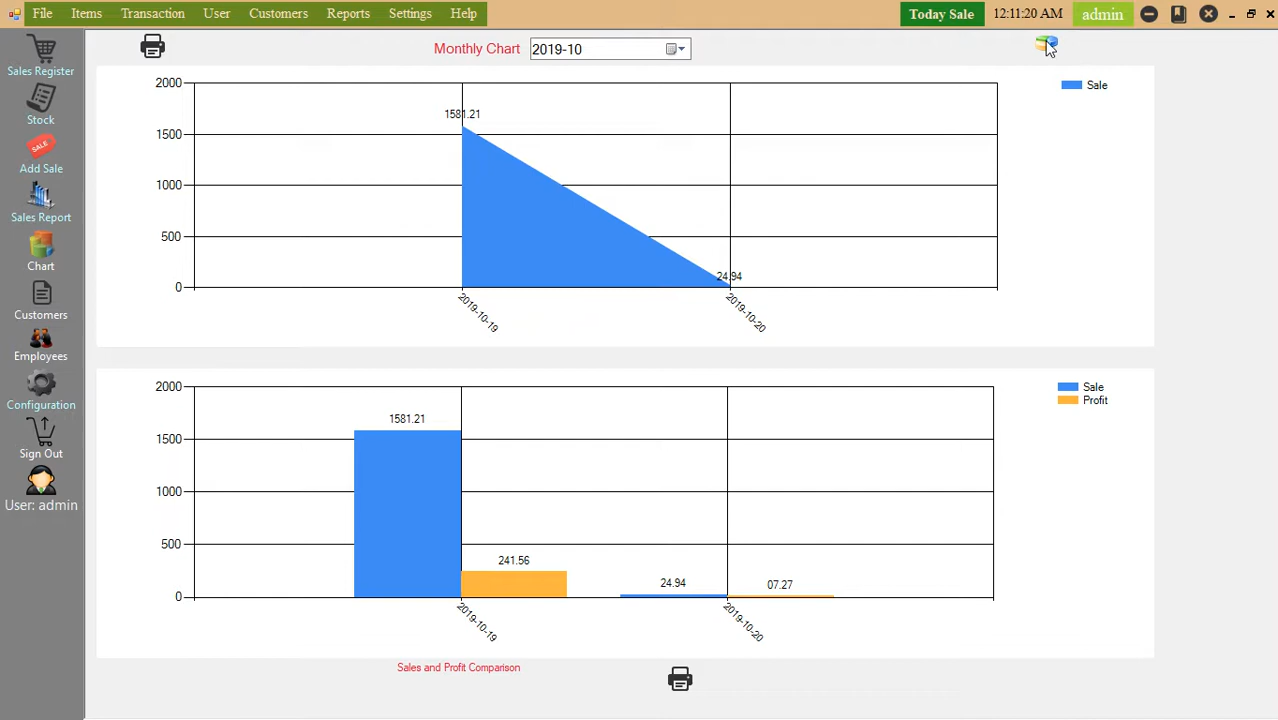 File Items Transaction User Customers Reports Settings Help Today Sale 12:11:20 AM admin
Monthly Chart 2019-10
Sales Register
Stock
SALE
Add Sale
Sales Report
Chart
Customers
Employees
Configuration
Sign Out
User: admin
2000
1500
1000
500
0
1581.21
24.94
2019-10-19
2019-10-20
Sale
2000
1500
1000
500
0
1581.21
241.56
24.94
07.27
2019-10-19
2019-10-20
Sale
Profit
Sales and Profit Comparison